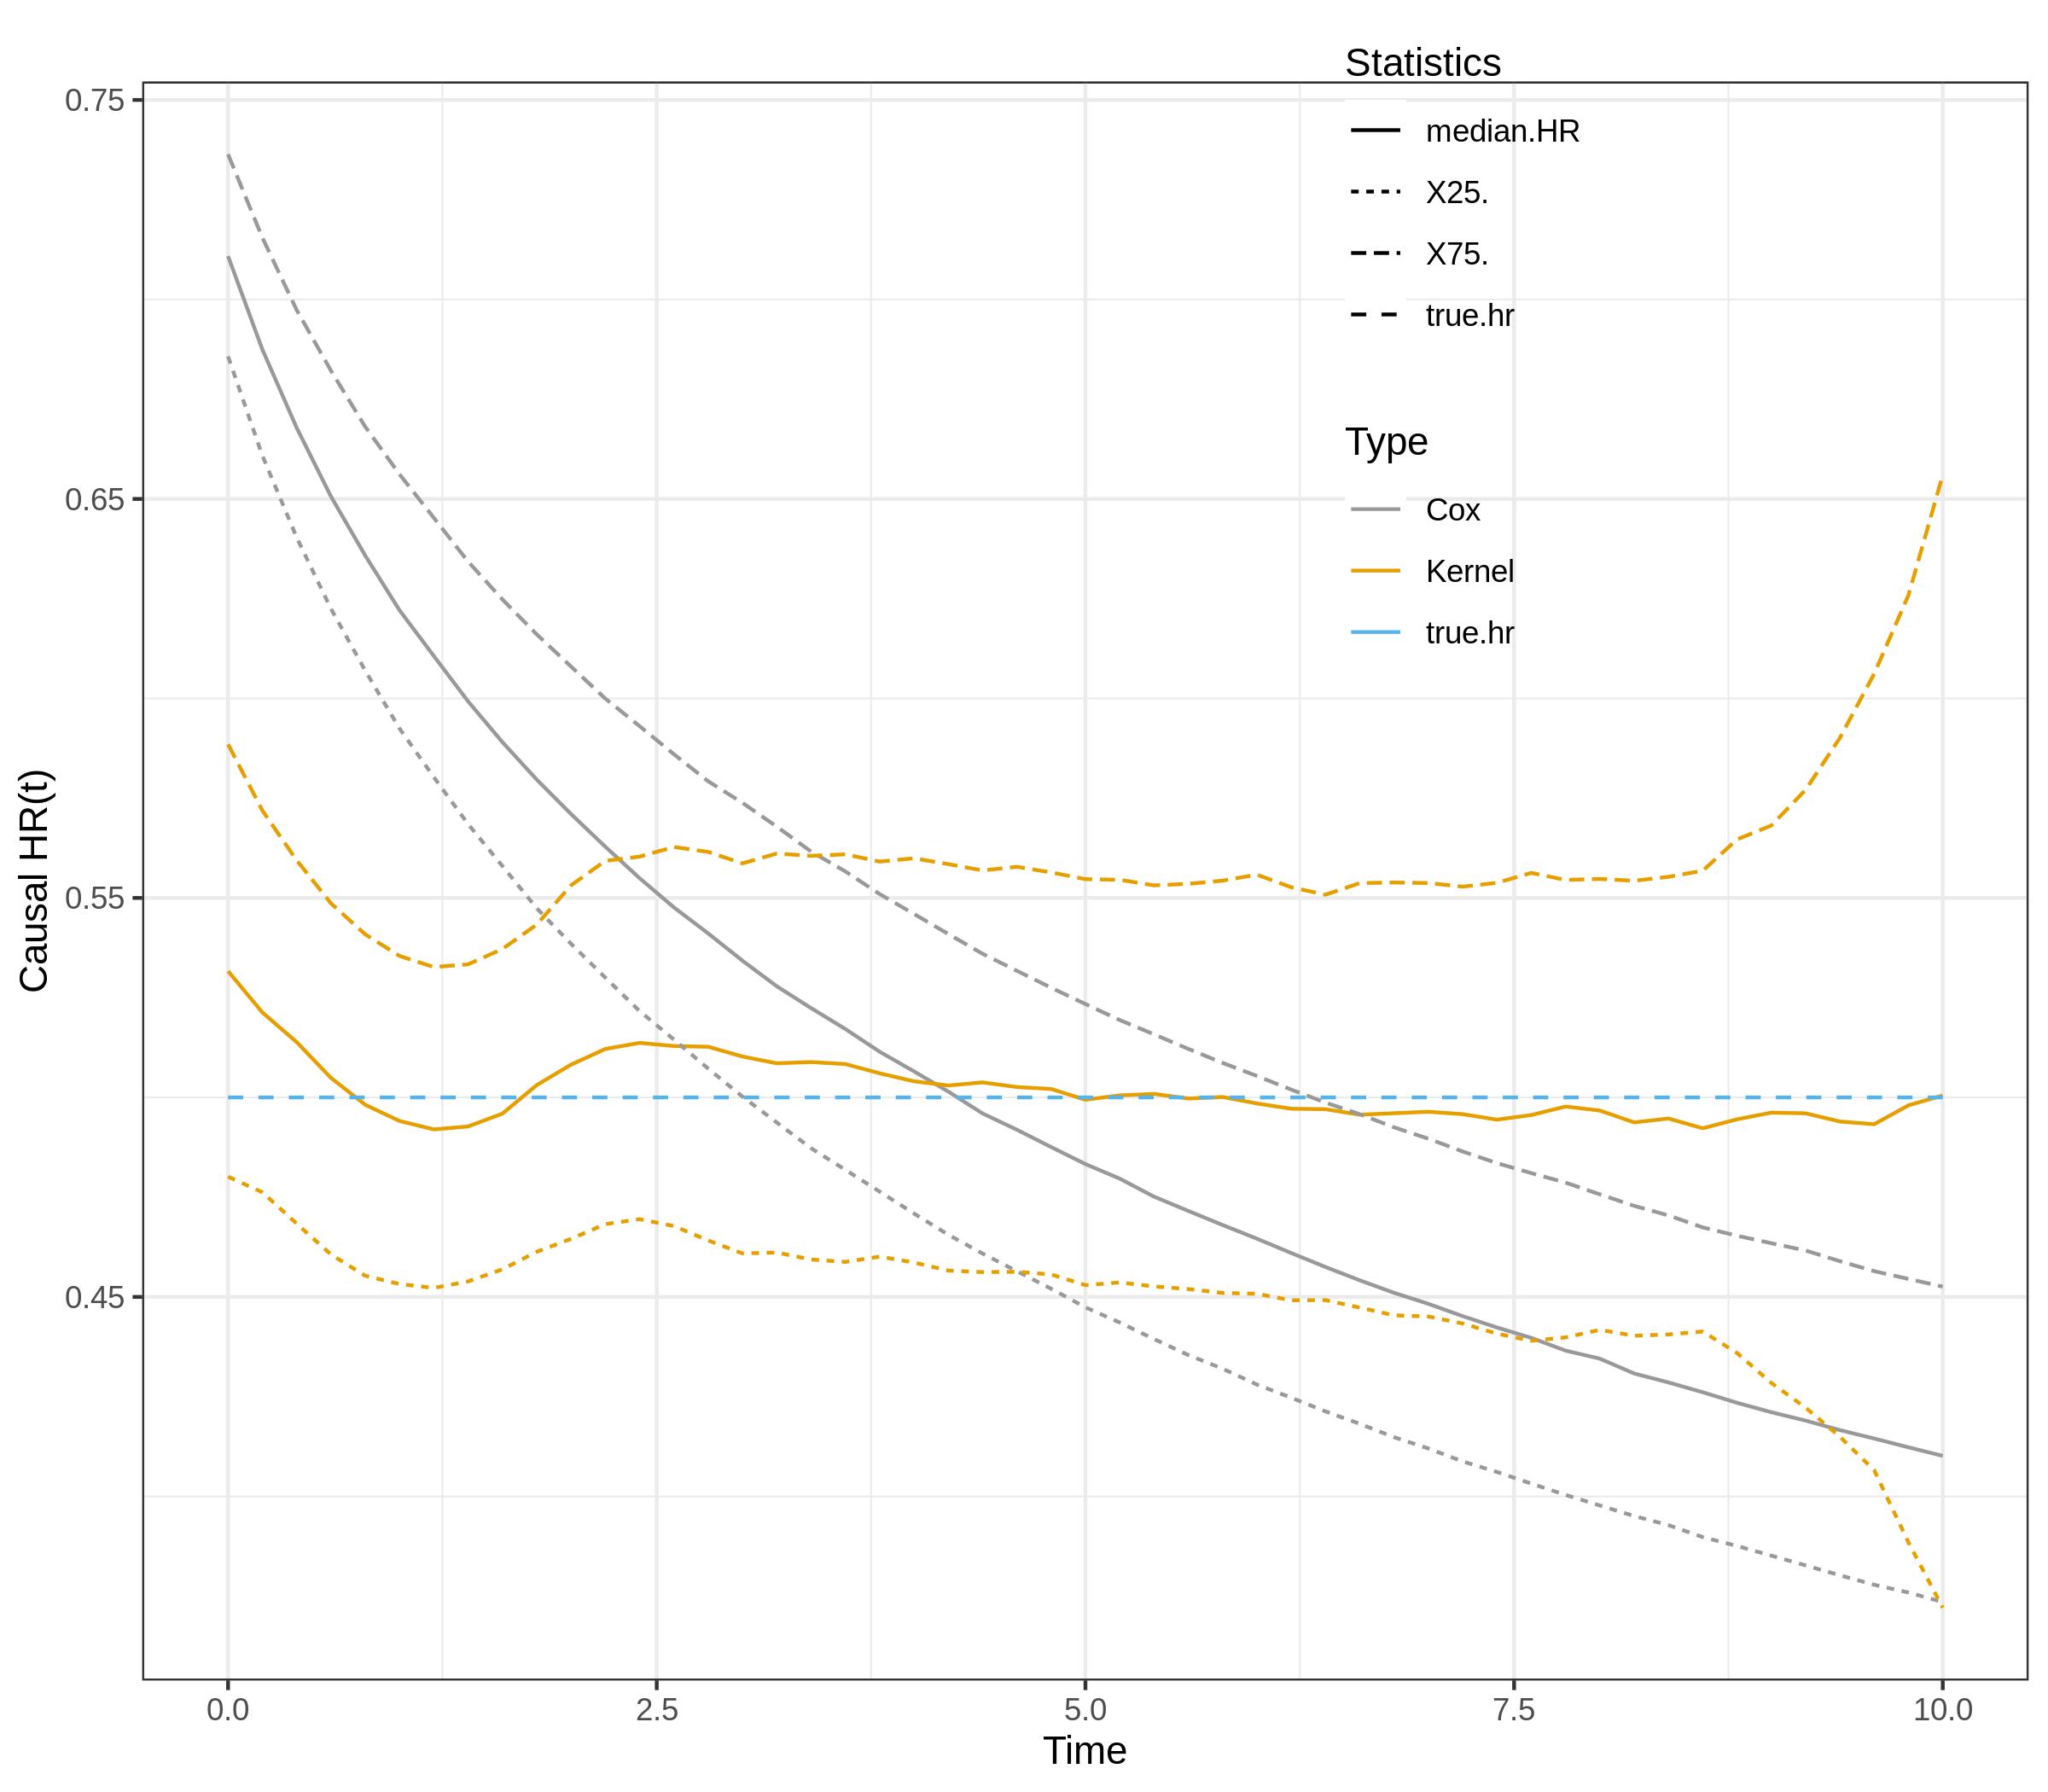 Statistics
median.HR
X25.
X75.
true.hr
Type
Cox
Kernel
true.hr
Causal HR(t)
0.75
0.65
0.55
0.45
0.0 2.5 5.0 7.5 10.0
Time